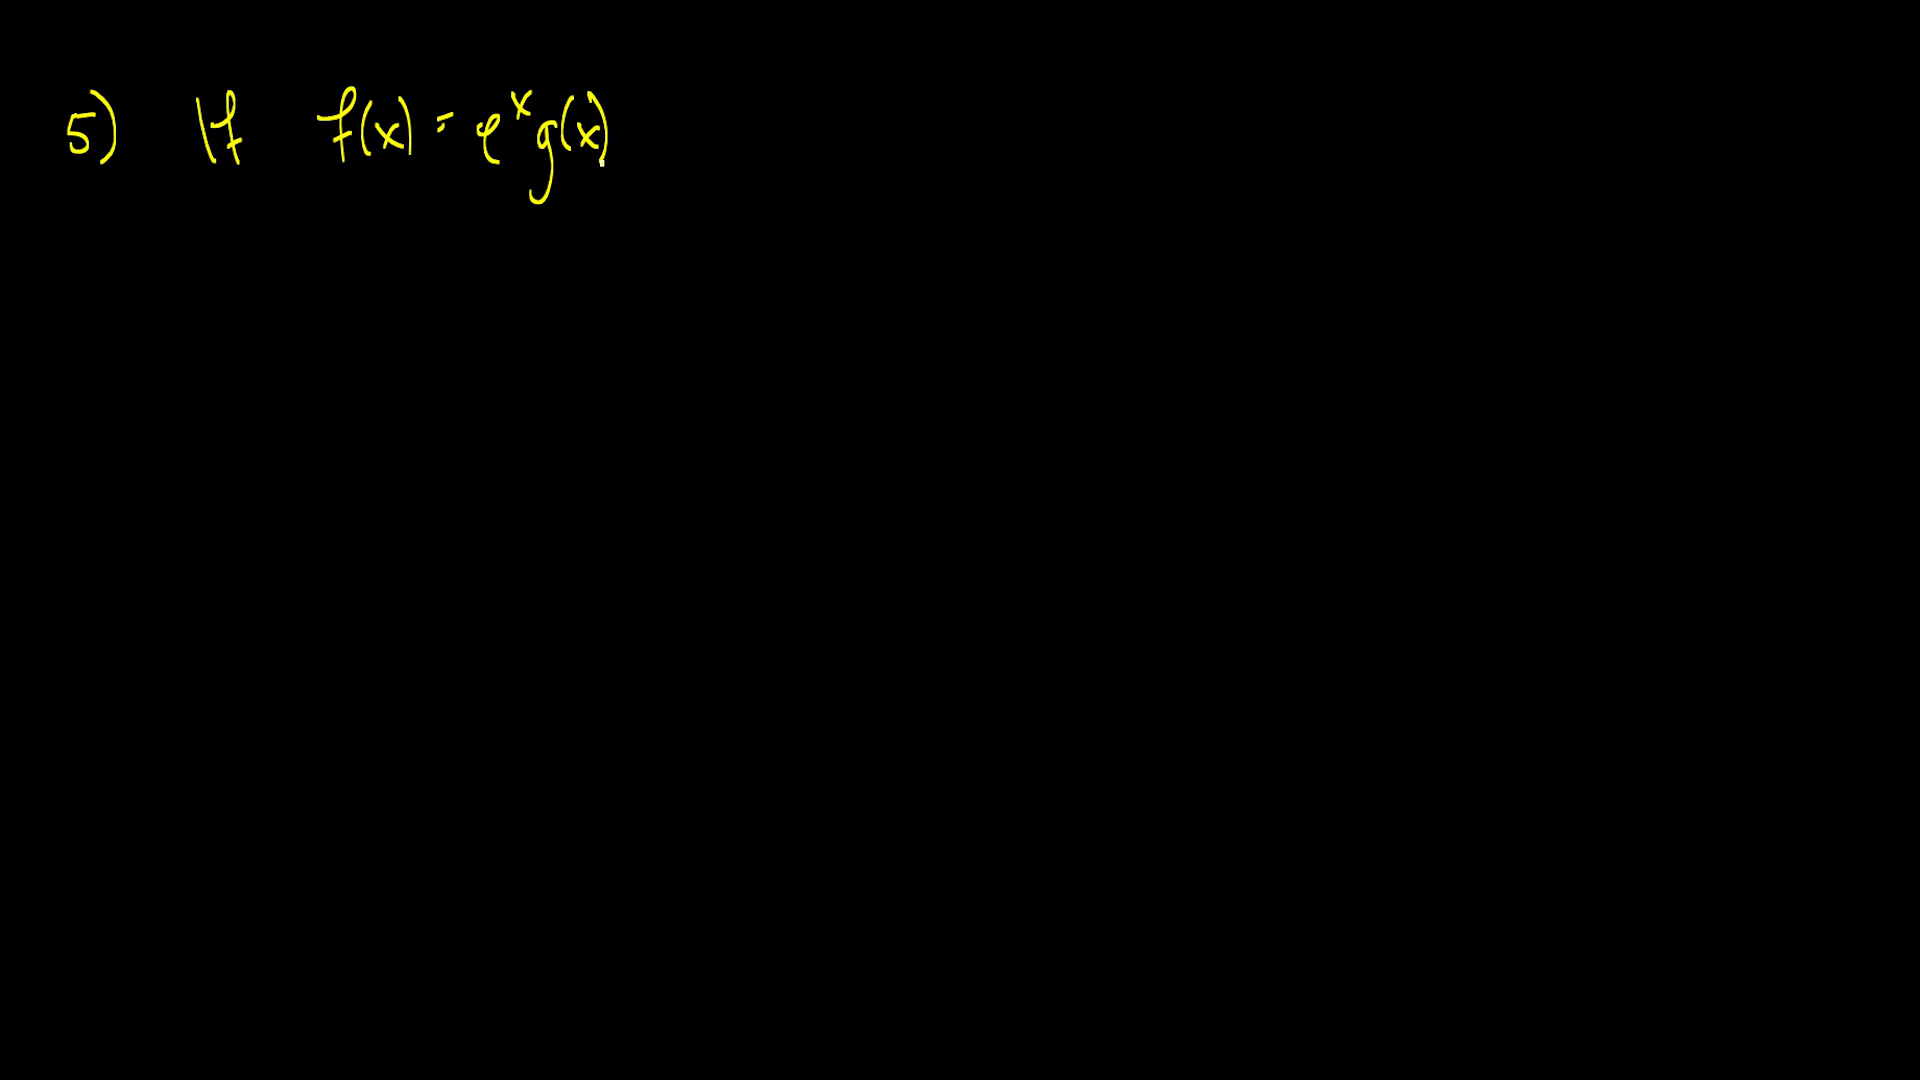 5) If f(x) = e^x g(x)